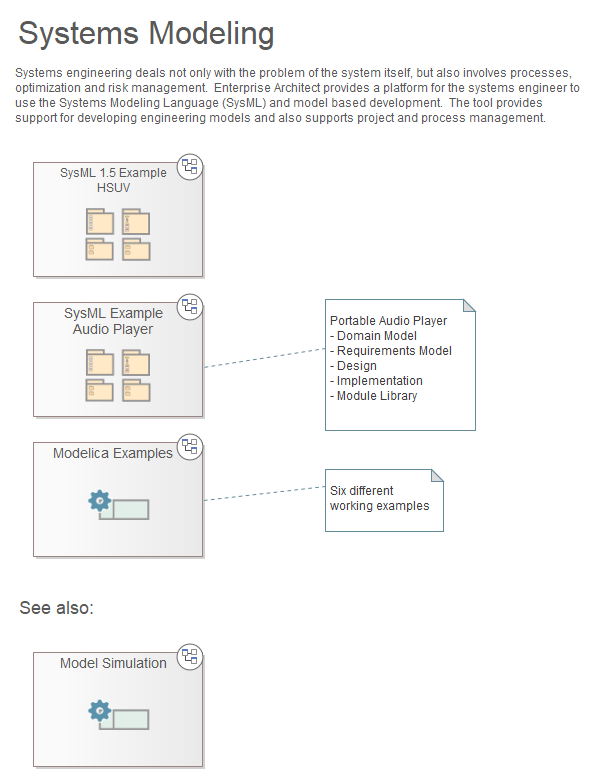 Systems Modeling
Systems engineering deals not only with the problem of the system itself, but also involves processes,
optimization and risk management.  Enterprise Architect provides a platform for the systems engineer to
use the Systems Modeling Language (SysML) and model based development.  The tool provides
support for developing engineering models and also supports project and process management.
SysML 1.5 Example
HSUV
SysML Example
Audio Player
Portable Audio Player
- Domain Model
- Requirements Model
- Design
- Implementation
- Module Library
Modelica Examples
Six different
working examples
See also:
Model Simulation